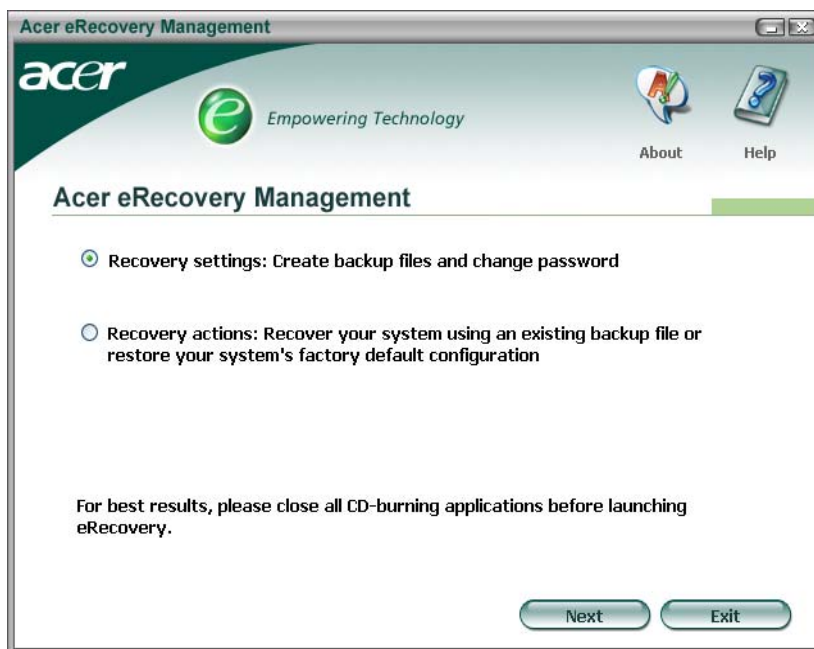 Acer eRecovery Management
acer
e Empowering Technology
About Help
Acer eRecovery Management
Recovery settings: Create backup files and change password
Recovery actions: Recover your system using an existing backup file or
restore your system's factory default configuration
For best results, please close all CD-burning applications before launching
eRecovery.
Next Exit